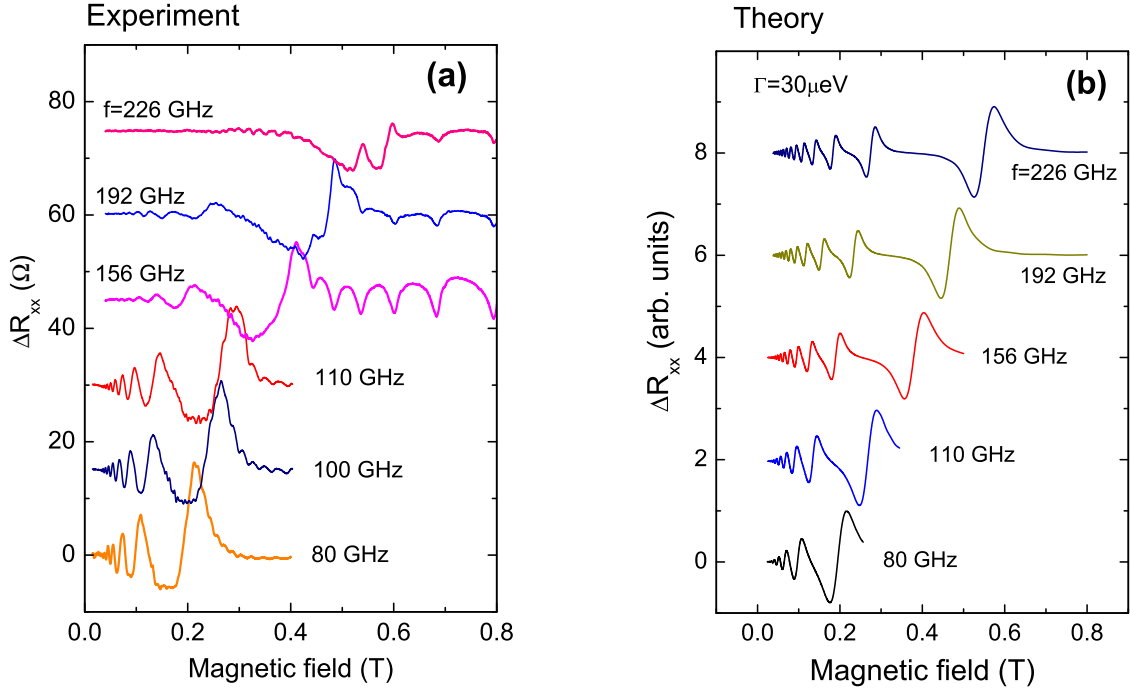 Experiment
(a)
80
60
40
20
0
ΔRxx (Ω)
f=226 GHz
192 GHz
156 GHz
110 GHz
100 GHz
80 GHz
0.0 0.2 0.4 0.6 0.8
Magnetic field (T)
Theory
Γ=30μeV
(b)
8
6
4
2
0
ΔRxx (arb. units)
f=226 GHz
192 GHz
156 GHz
110 GHz
80 GHz
0.0 0.2 0.4 0.6 0.8
Magnetic field (T)